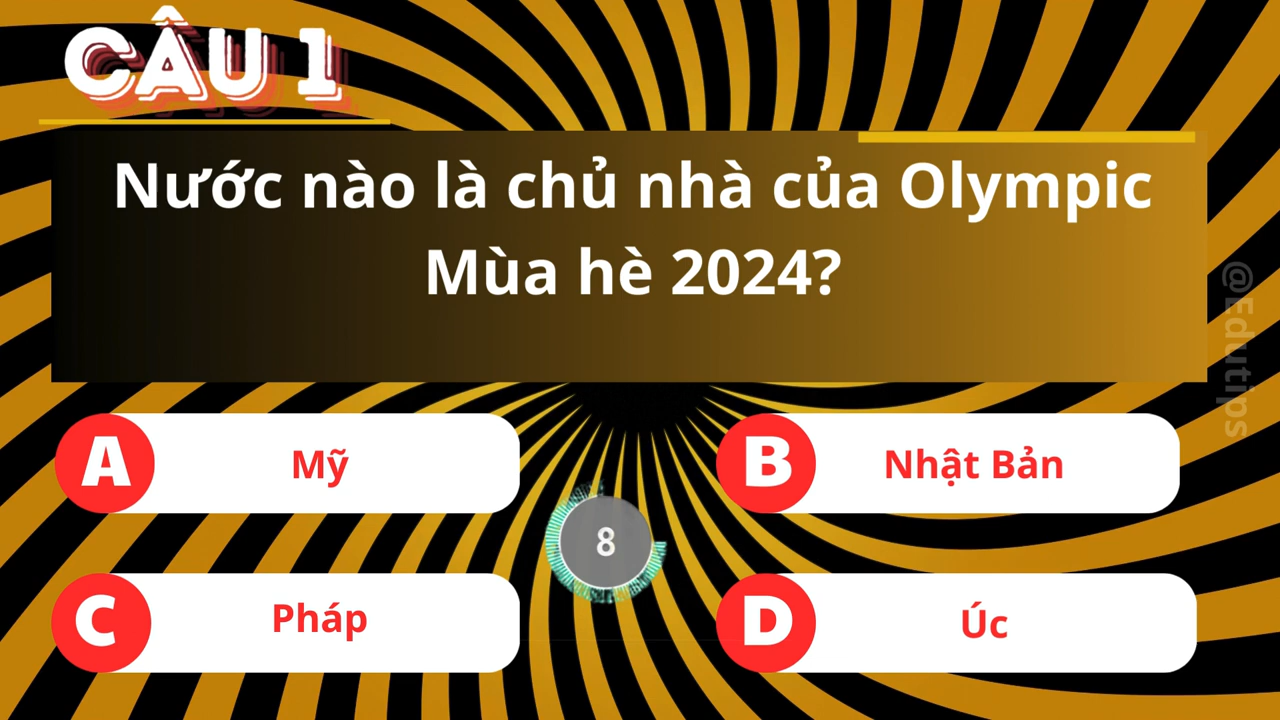 CÂU 1
Nước nào là chủ nhà của Olympic
Mùa hè 2024?
A Mỹ
B Nhật Bản
8
C Pháp
D Úc
@Edutips